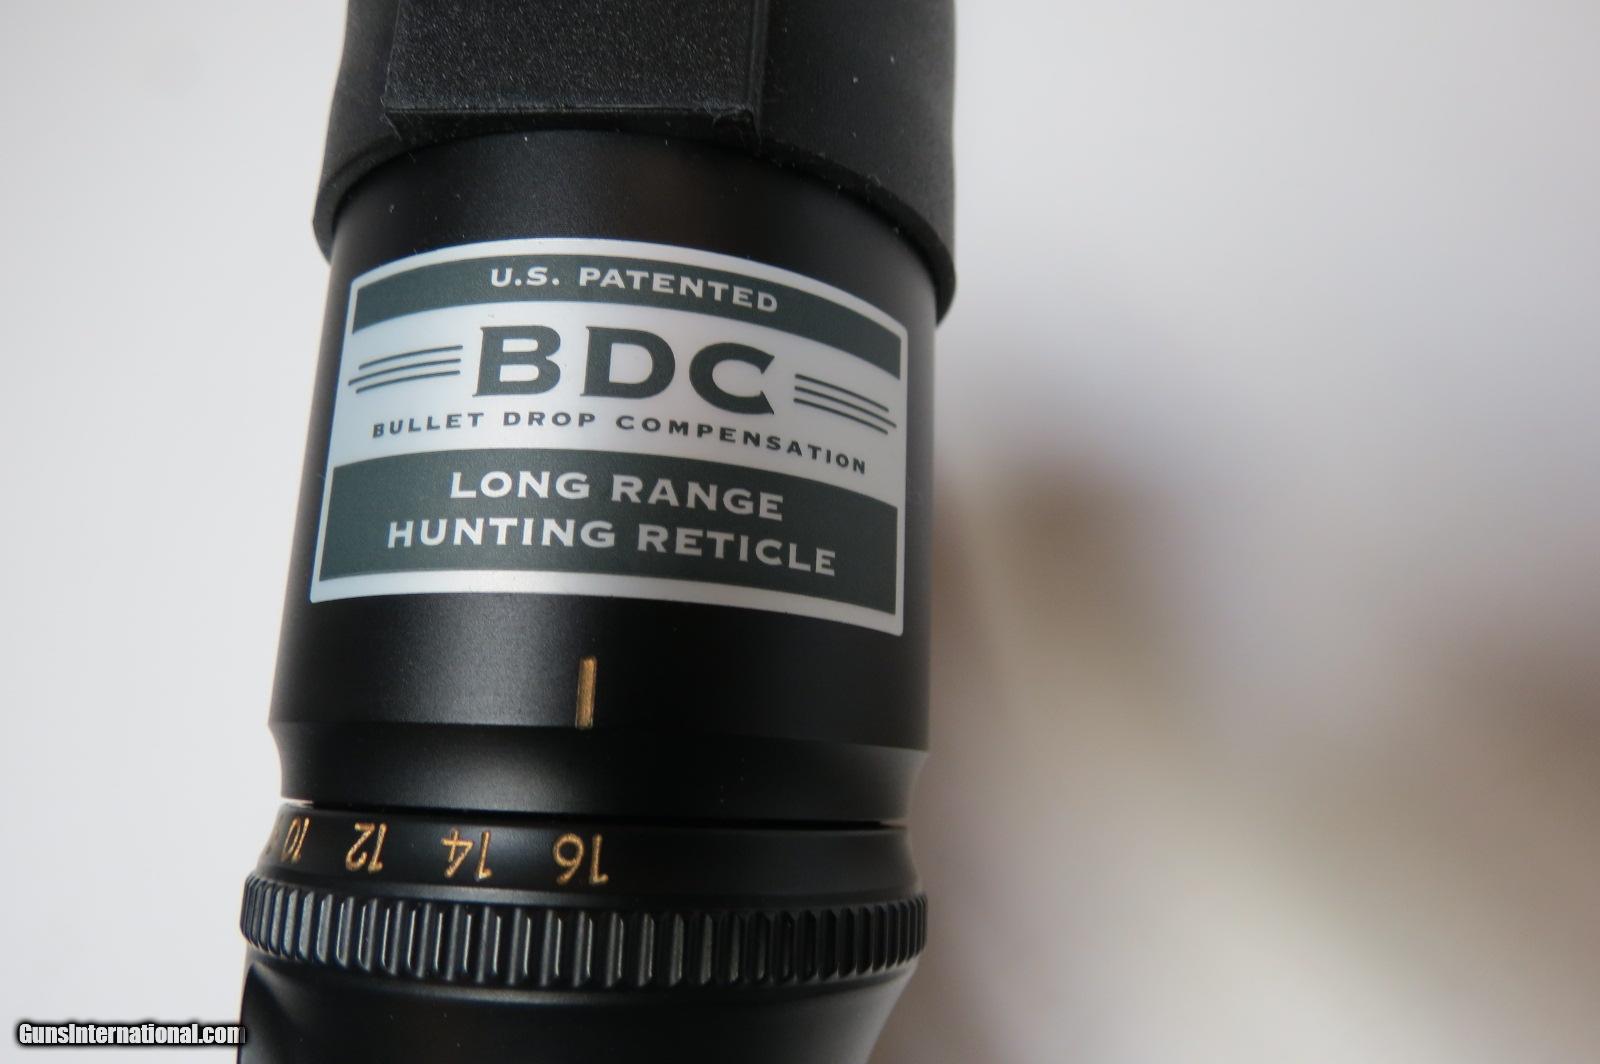 U.S. PATENTED
BDC
BULLET DROP COMPENSATION
LONG RANGE
HUNTING RETICLE
10 12 14 16
GunsInternational.com